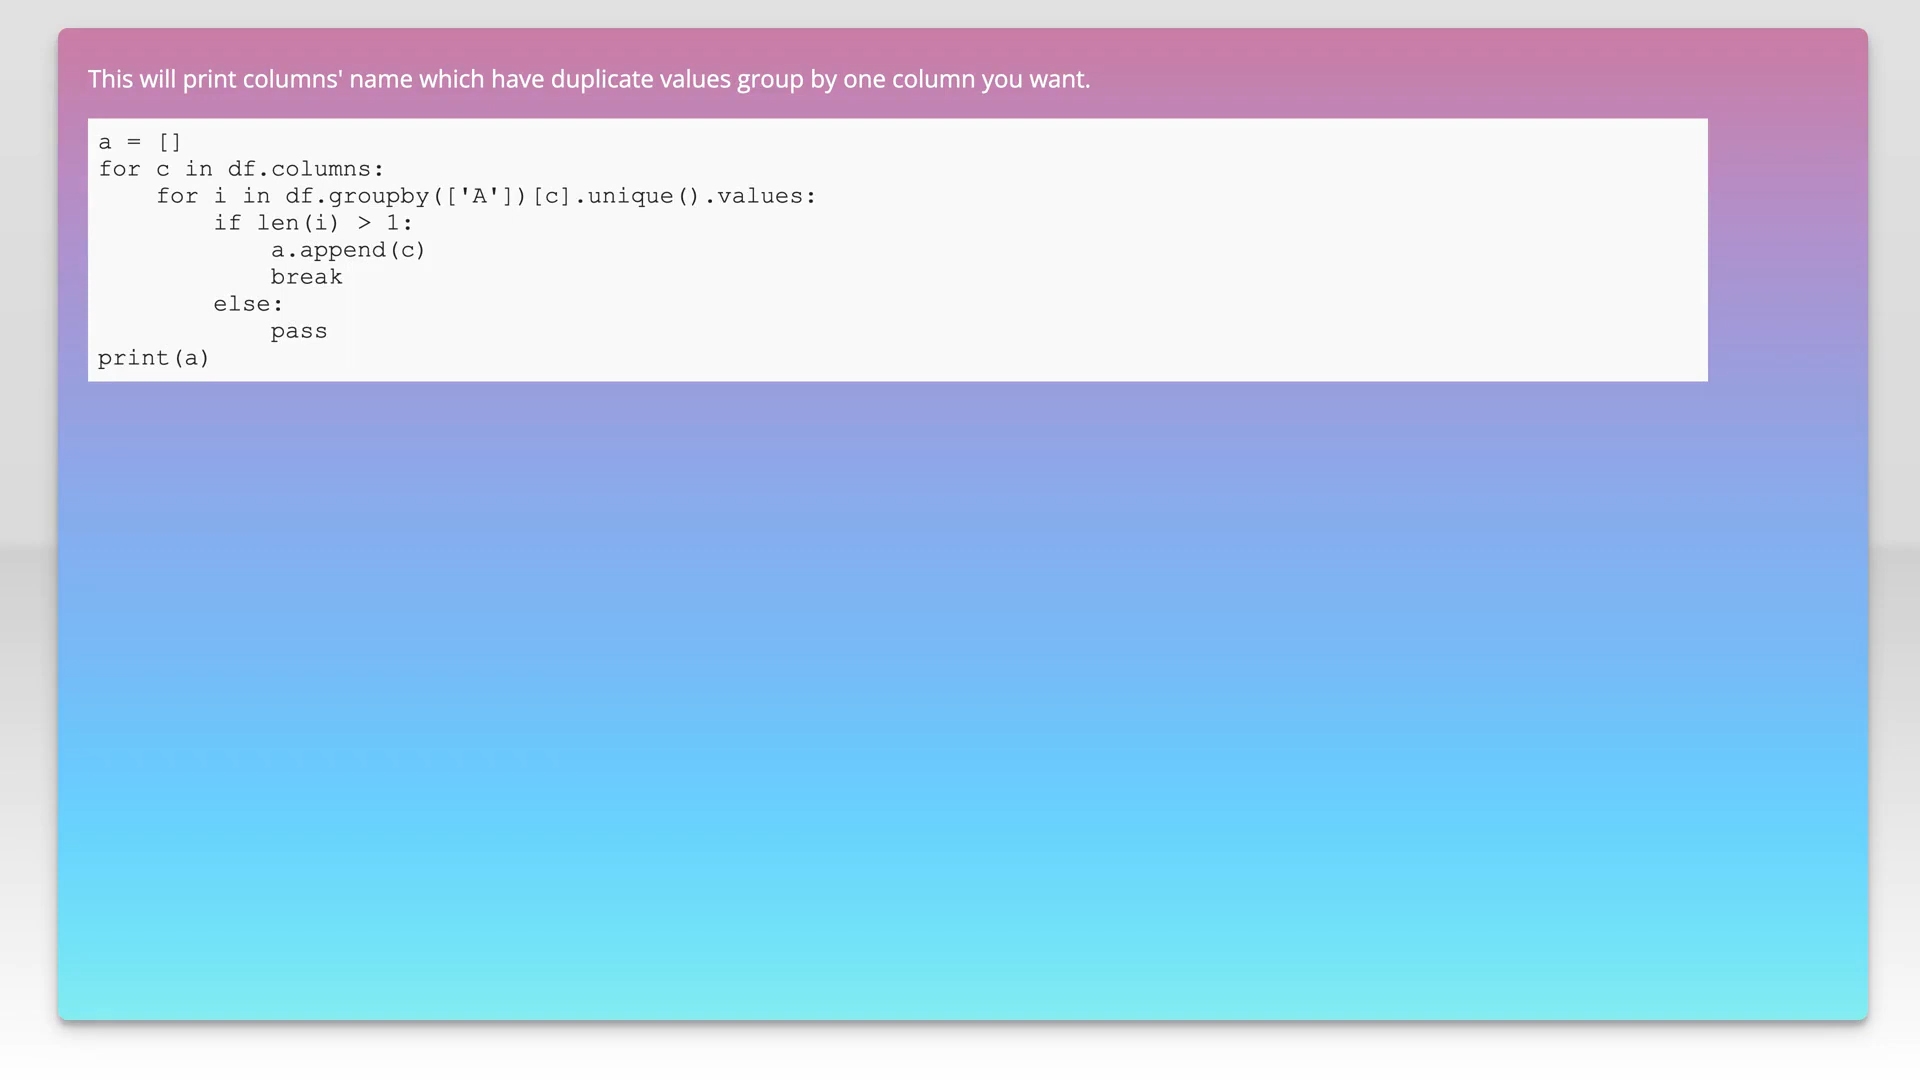 This will print columns' name which have duplicate values group by one column you want.
a = []
for c in df.columns:
    for i in df.groupby(['A'])[c].unique().values:
        if len(i) > 1:
            a.append(c)
            break
        else:
            pass
print(a)